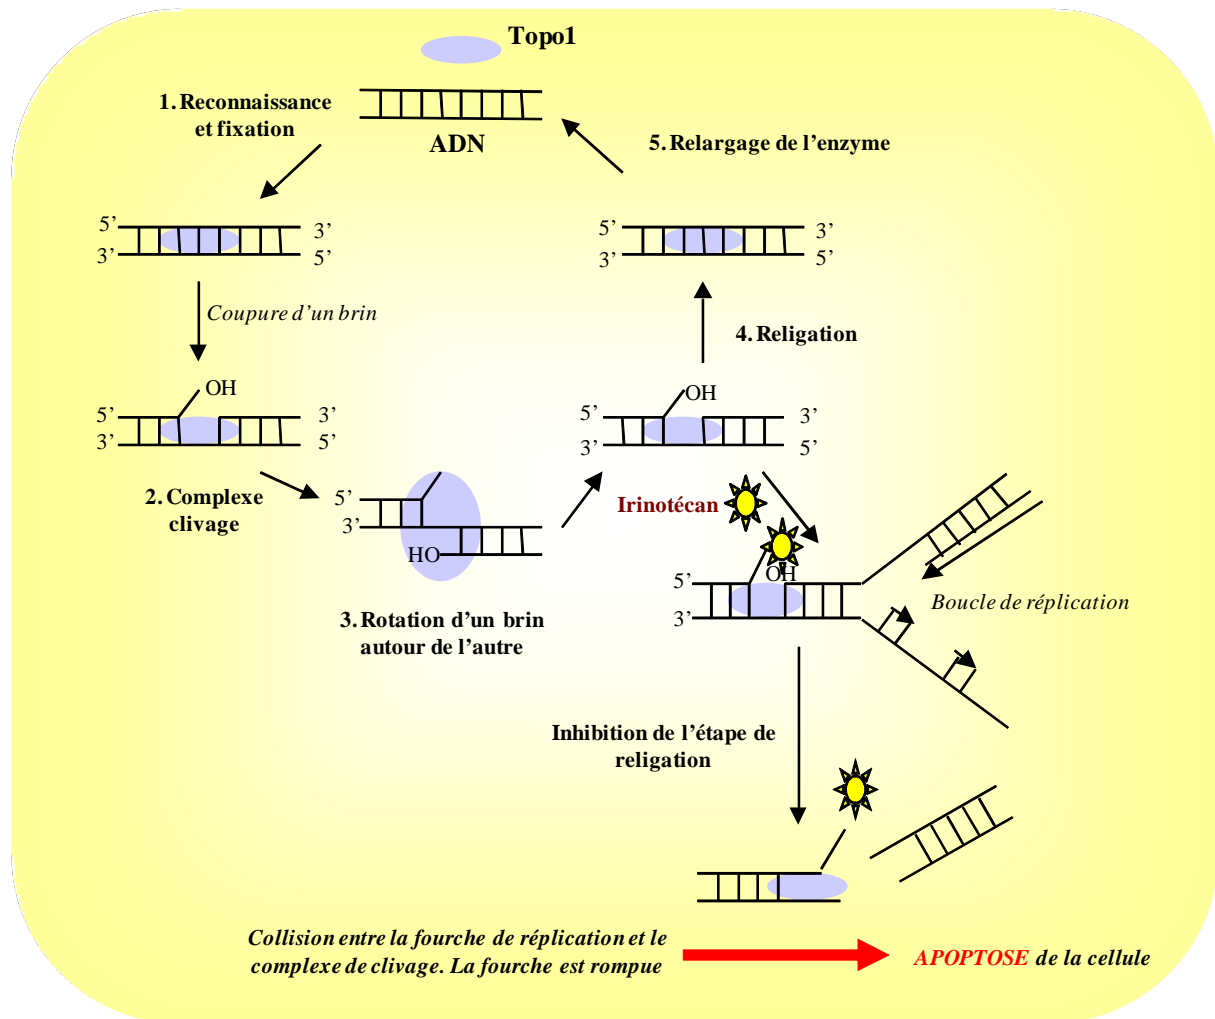 Topo1
1. Reconnaissance
et fixation
ADN
5. Relargage de l’enzyme
5’
3’
3’
5’
5’
3’
3’
5’
Coupure d’un brin
4. Religation
OH
5’
3’
3’
5’
OH
5’
3’
3’
5’
2. Complexe
clivage
5’
3’
HO
Irinotécan
3. Rotation d’un brin
autour de l’autre
OH
5’
3’
Boucle de réplication
Inhibition de l’étape de
religation
Collision entre la fourche de réplication et le
complexe de clivage. La fourche est rompue
APOPTOSE de la cellule